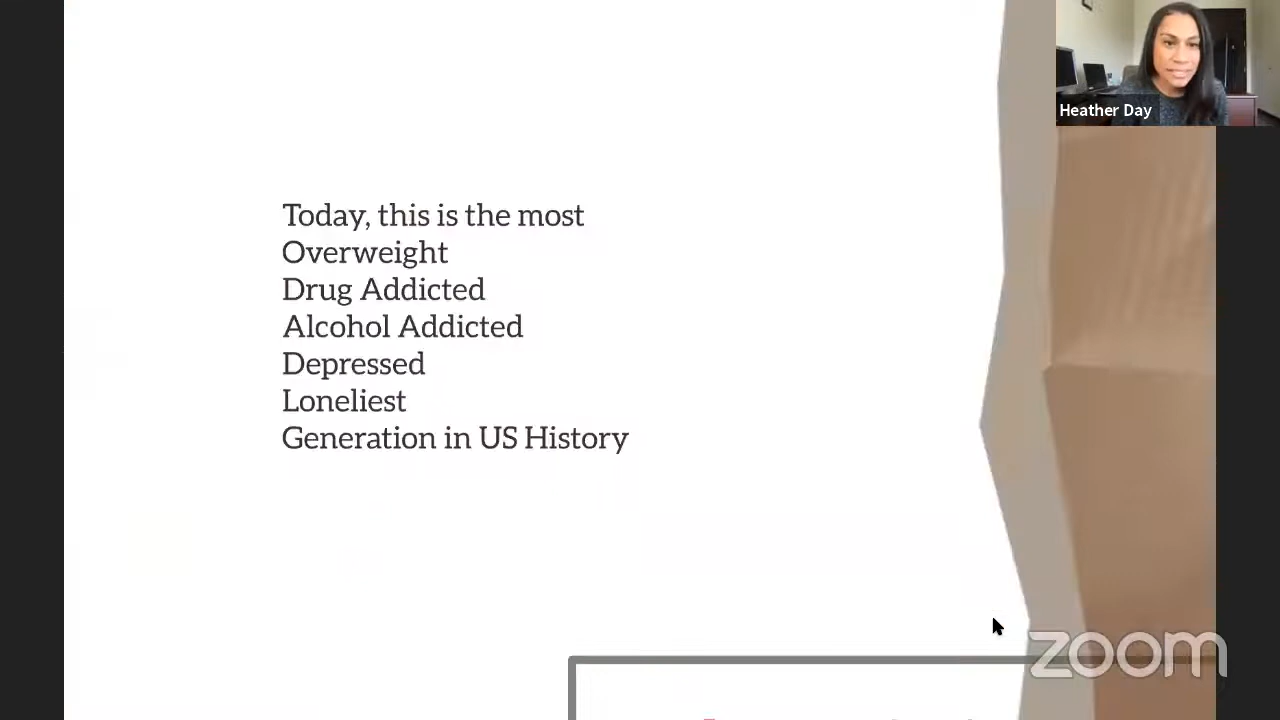 Heather Day
Today, this is the most
Overweight
Drug Addicted
Alcohol Addicted
Depressed
Loneliest
Generation in US History
zoom